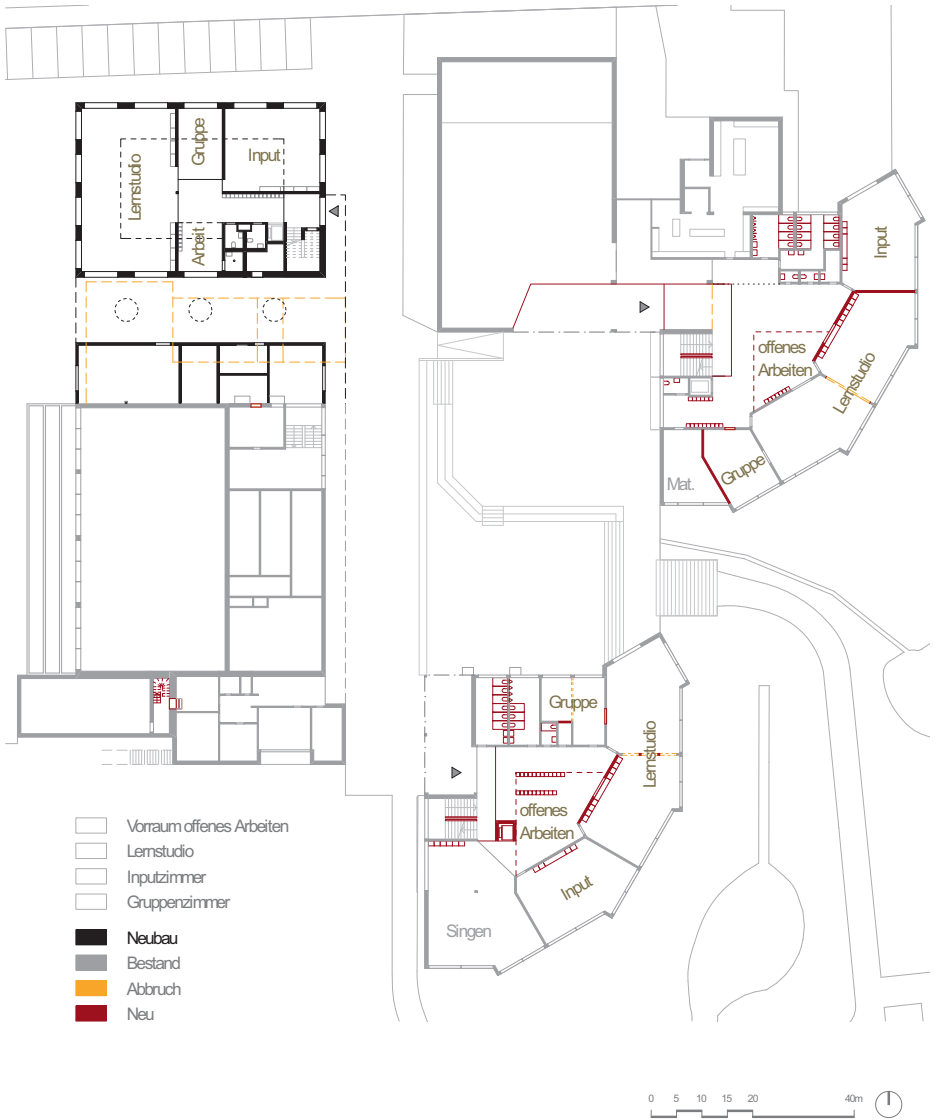 Lernstudio
Gruppe
Input
Arbeit
Input
offenes
Arbeiten
Lernstudio
Gruppe
Mat.
Gruppe
Lernstudio
offenes
Arbeiten
Input
Singen
Vorraum offenes Arbeiten
Lernstudio
Inputzimmer
Gruppenzimmer
Neubau
Bestand
Abbruch
Neu
0 5 10 15 20 40m